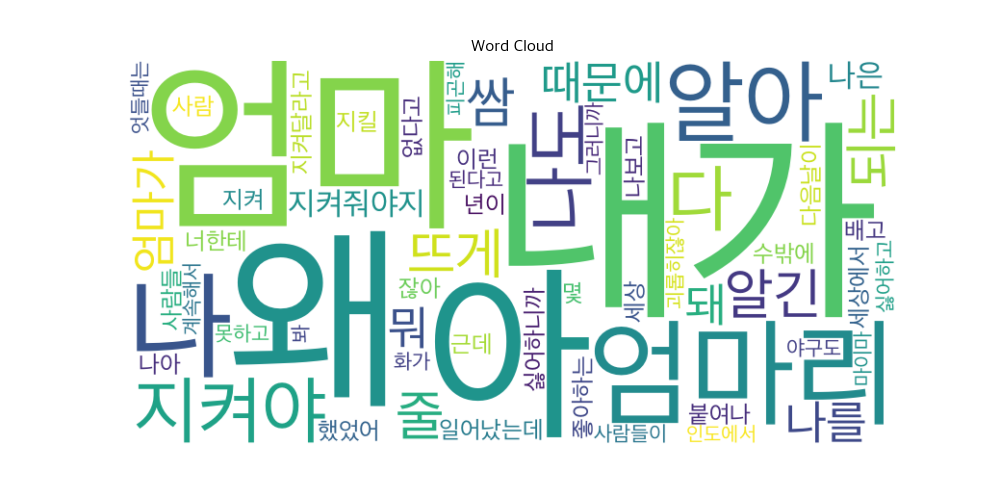 Word Cloud
엄마
내가
왜
아
엄마리
알아
나도
나
다
지켜야
쌈
때문에
나은
되는
사람
엇들때는
지켜달라고
지킬
없다고
피곤해
그러니까
나보고
다음날이
이런
된다고
년이
지켜
지켜줘야지
엄마가
너한테
뜨게
배고
수밖에
괴롭히잖아
사람들
계속해서
못하고
봐
잖아
몇
세상
돼
알긴
세상에서
싫어하고
뭐
근데
화가
싫어하니까
야구도
마이마
나아
줄
했었어
일어났는데
좋아하는
사람들이
붙여나
인도에서
나를